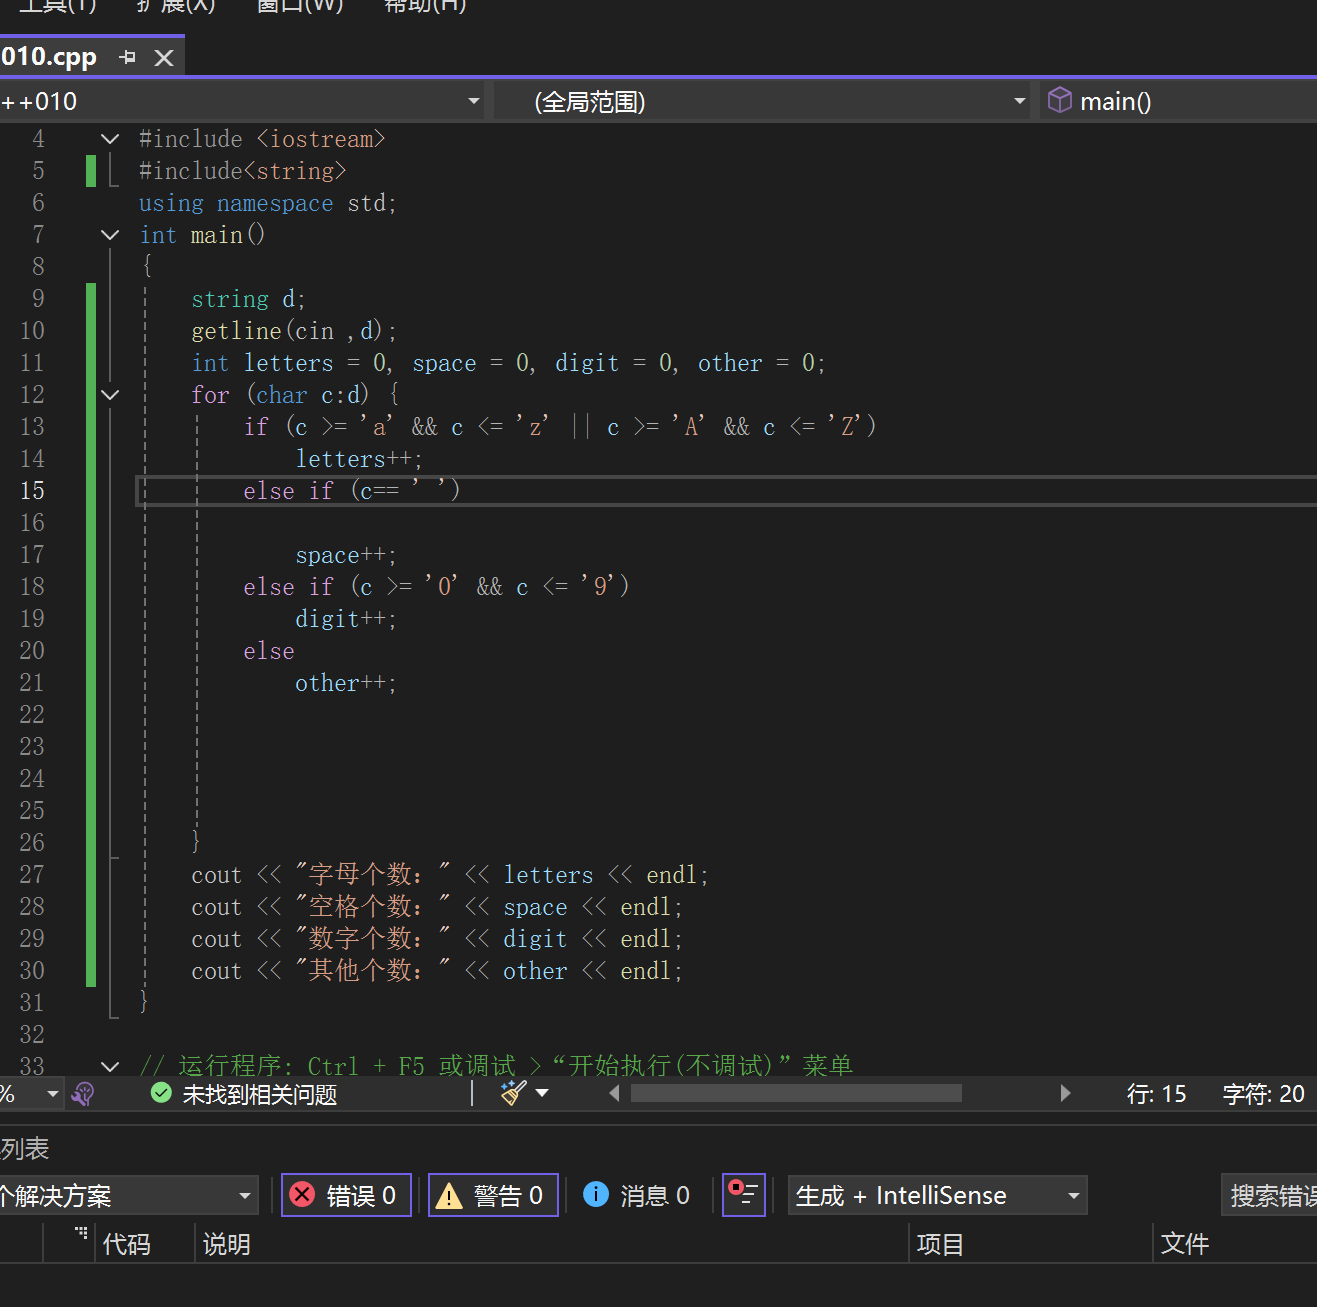 工具(T) 扩展(X) 窗口(W) 帮助(H)
010.cpp
++010 (全局范围) main()
4 #include <iostream>
5 #include<string>
6 using namespace std;
7 int main()
8 {
9 string d;
10 getline(cin ,d);
11 int letters = 0, space = 0, digit = 0, other = 0;
12 for (char c:d) {
13 if (c >= 'a' && c <= 'z' || c >= 'A' && c <= 'Z')
14 letters++;
15 else if (c== ' ')
16
17 space++;
18 else if (c >= '0' && c <= '9')
19 digit++;
20 else
21 other++;
22
23
24
25
26 }
27 cout << "字母个数：" << letters << endl;
28 cout << "空格个数：" << space << endl;
29 cout << "数字个数：" << digit << endl;
30 cout << "其他个数：" << other << endl;
31 }
32
33 // 运行程序: Ctrl + F5 或调试 >“开始执行(不调试)”菜单
% 未找到相关问题 行: 15 字符: 20
列表
个解决方案 错误 0 警告 0 消息 0 生成 + IntelliSense 搜索错误
代码 说明 项目 文件